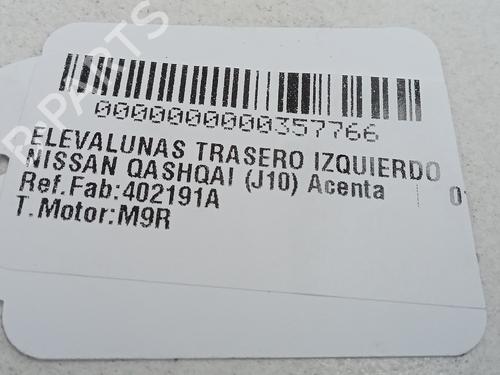 0000000000357766
ELEVALUNAS TRASERO IZQUIERDO
NISSAN QASHQAI (J10) Acenta
Ref.Fab:402191A
T.Motor:M9R